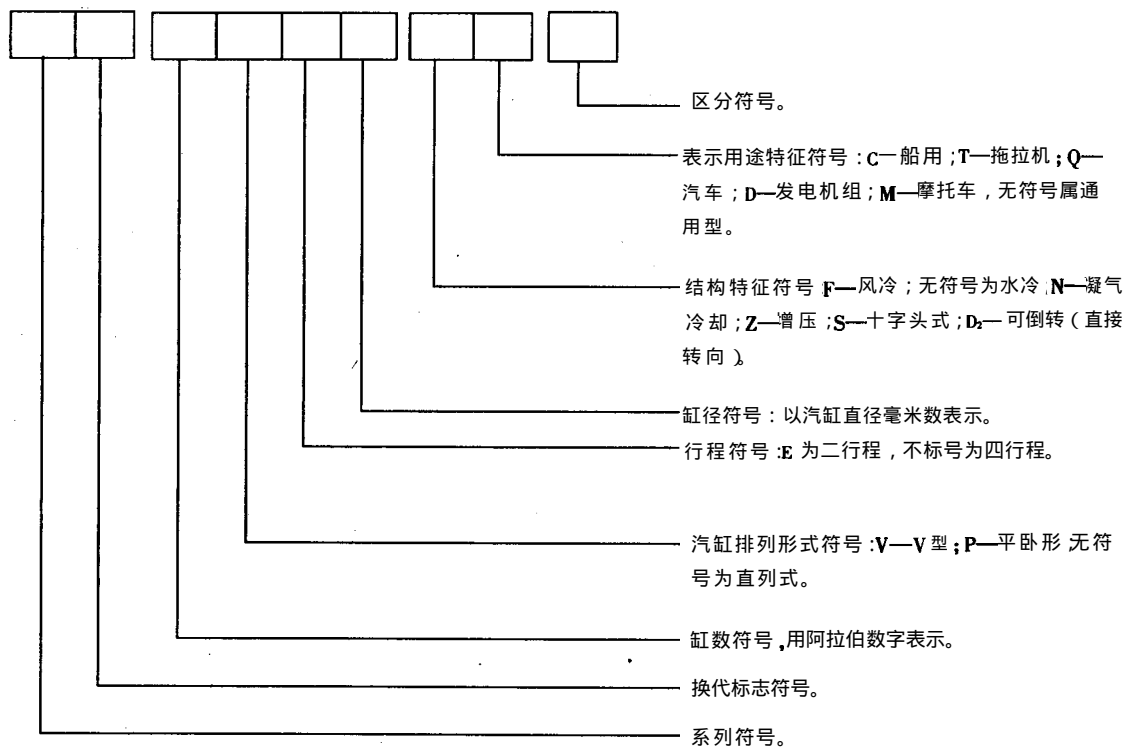 区分符号。
表示用途特征符号：C—船用；T—拖拉机；Q—
汽车；D—发电机组；M—摩托车，无符号属通
用型。
结构特征符号 F—风冷；无符号为水冷 N—凝气
冷却；Z—增压；S—十字头式；D₂—可倒转（直接
转向）。
缸径符号：以汽缸直径毫米数表示。
行程符号：E 为二行程，不标号为四行程。
汽缸排列形式符号：V—V 型；P—平卧形 无符
号为直列式。
缸数符号，用阿拉伯数字表示。
换代标志符号。
系列符号。